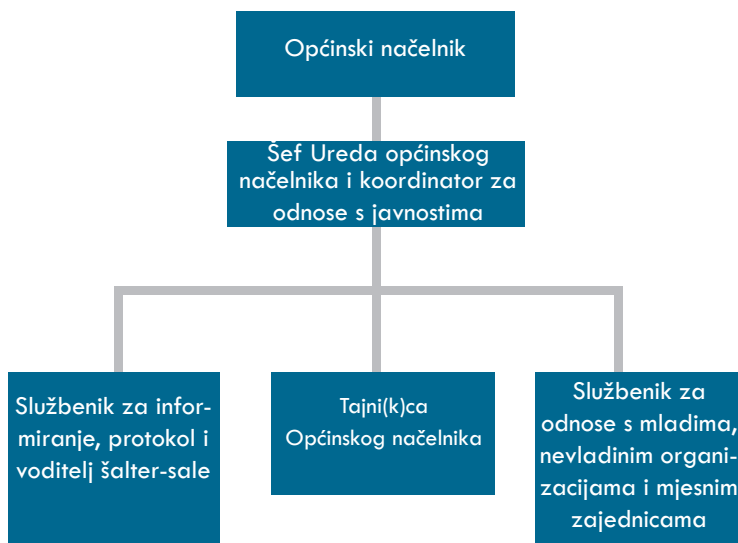 Općinski načelnik
Šef Ureda općinskog
načelnika i koordinator za
odnose s javnostima
Službenik za infor-
miranje, protokol i
voditelj šalter-sale
Tajni(k)ca
Općinskog načelnika
Službenik za
odnose s mladima,
nevladinim organi-
zacijama i mjesnim
zajednicama